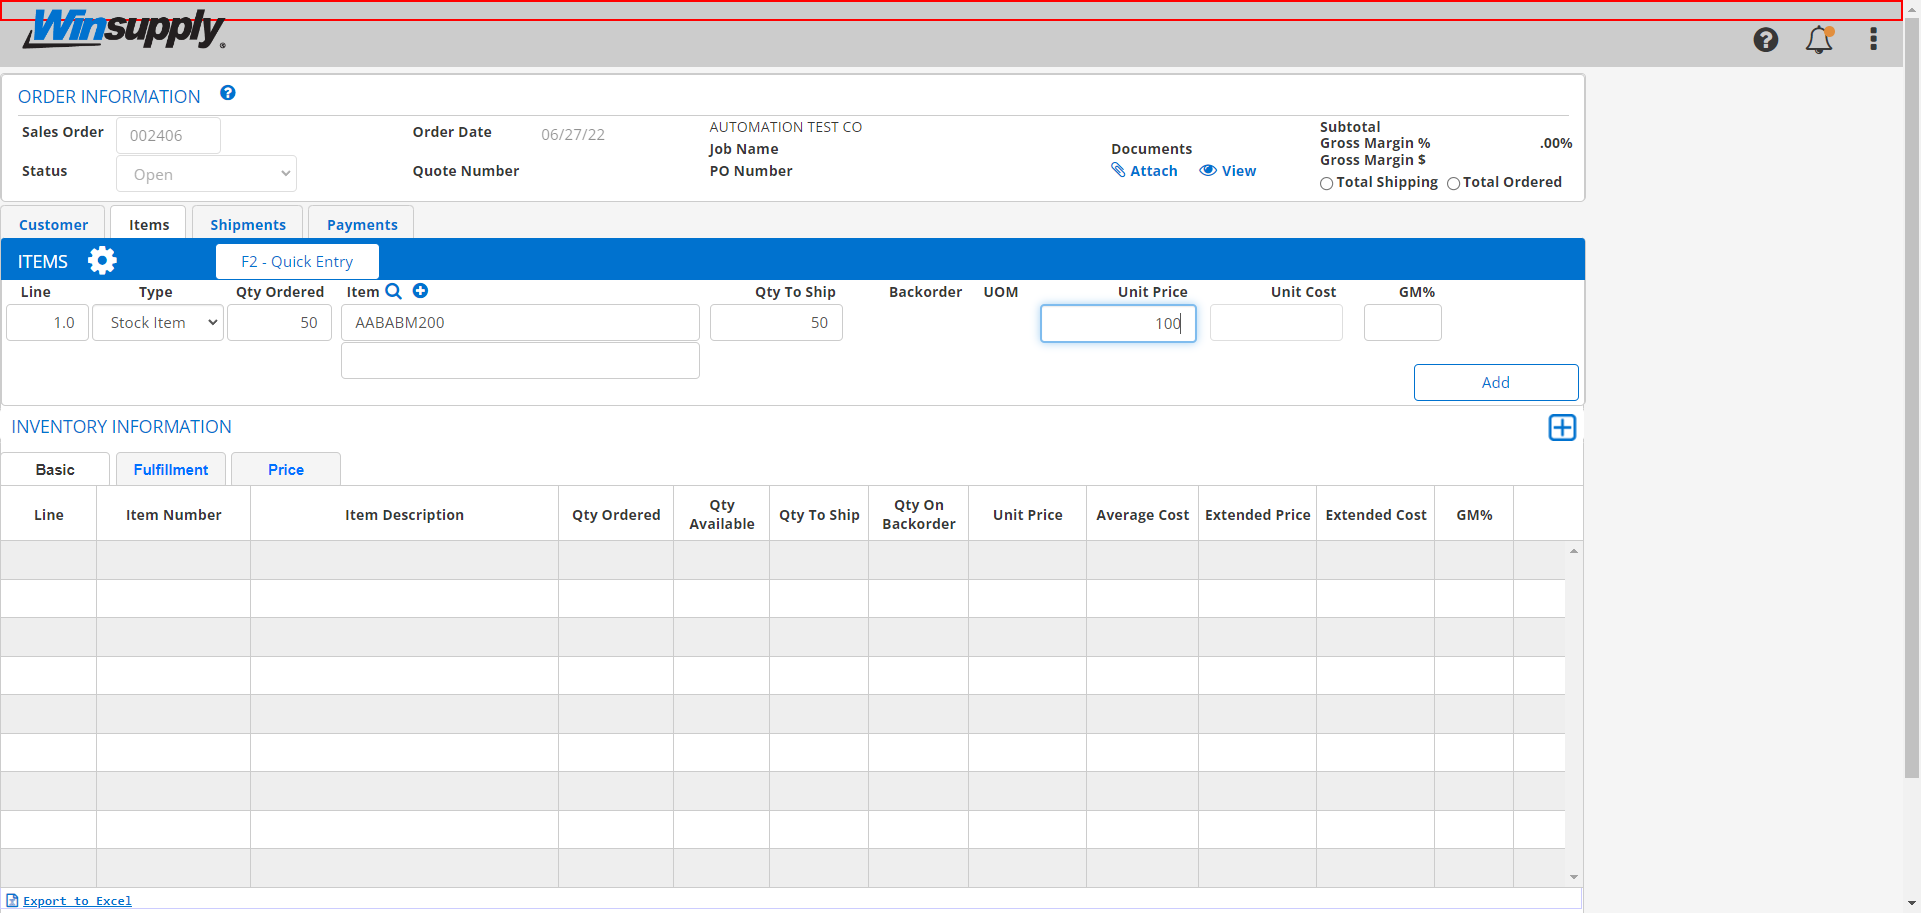 Winsupply®
ORDER INFORMATION
Sales Order 002406 Order Date 06/27/22 AUTOMATION TEST CO
Status Open Quote Number Job Name
PO Number
Documents
Attach View
Subtotal
Gross Margin % .00%
Gross Margin $
Total Shipping Total Ordered
Customer Items Shipments Payments
ITEMS F2 - Quick Entry
Line Type Qty Ordered Item Qty To Ship Backorder UOM Unit Price Unit Cost GM%
1.0 Stock Item 50 AABABM200 50 100
Add
INVENTORY INFORMATION
Basic Fulfillment Price
Line Item Number Item Description Qty Ordered Qty Available Qty To Ship Qty On Backorder Unit Price Average Cost Extended Price Extended Cost GM%
Export to Excel